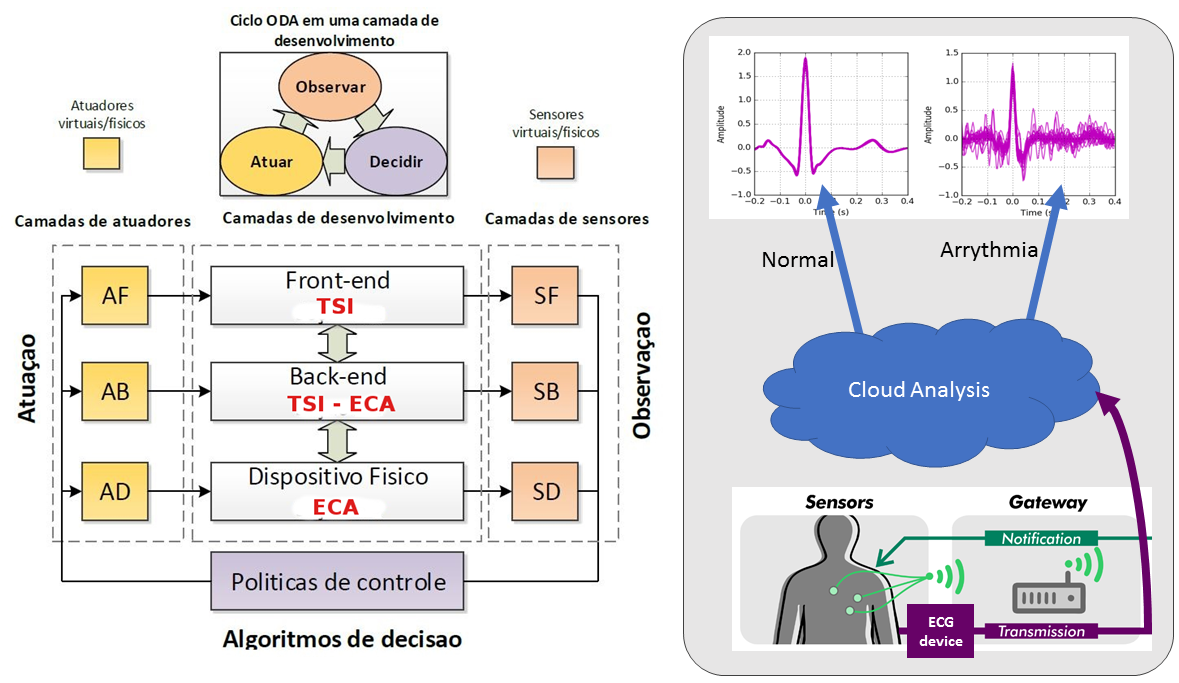 Ciclo ODA em uma camada de
desenvolvimento
Observar
Atuar
Decidir
Atuadores
virtuais/fisicos
Sensores
virtuais/fisicos
Camadas de atuadores
Camadas de desenvolvimento
Camadas de sensores
Atuaçao
AF
Front-end
TSI
SF
AB
Back-end
TSI - ECA
SB
AD
Dispositivo Fisico
ECA
SD
Observaçao
Politicas de controle
Algoritmos de decisao
Amplitude
2.0
1.5
1.0
0.5
0.0
−0.5
−1.0
−0.2 −0.1 0.0 0.1 0.2 0.3 0.4
Time (s)
Amplitude
1.5
1.0
0.5
0.0
−0.5
−1.0
−0.2 −0.1 0.0 0.1 0.2 0.3 0.4
Time (s
Normal
Arrythmia
Cloud Analysis
Sensors
Gateway
Notification
ECG
device
Transmission